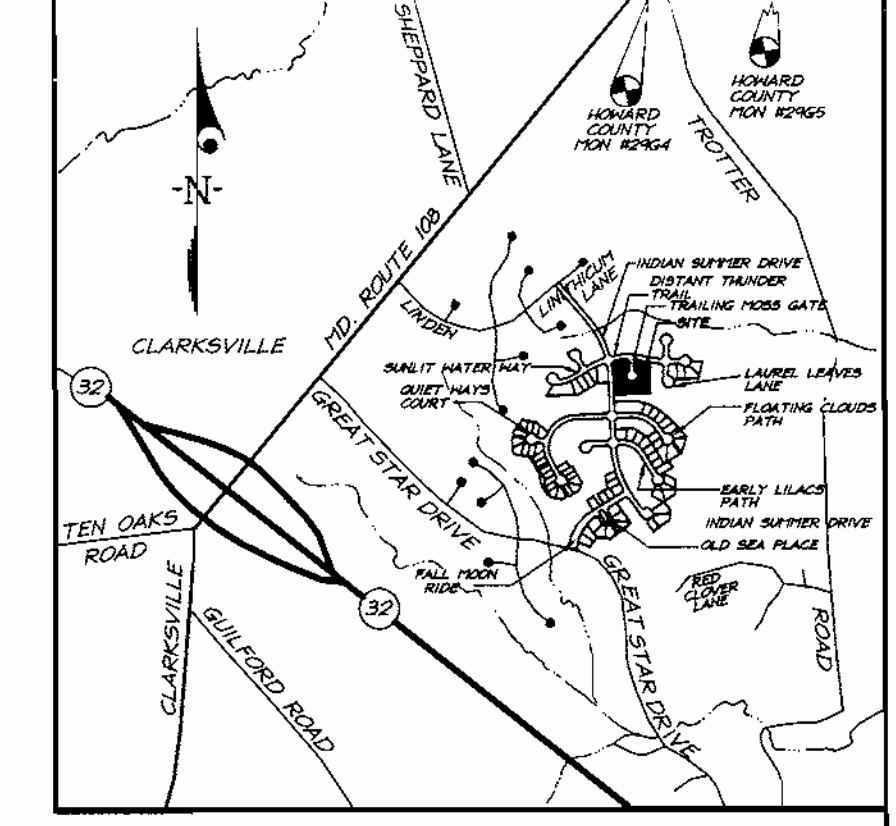 SHEPPARD LANE
HOWARD
COUNTY
MON #29G4
HOWARD
COUNTY
MON #29G5
TROTTER
-N-
MD. ROUTE 108
CLARKSVILLE
32
LINDEN
LINTHICUM
LANE
INDIAN SUMMER DRIVE
DISTANT THUNDER
TRAIL
TRAILING MOSS GATE
SITE
SUNLIT WATER WAY
QUIET WAYS
COURT
LAUREL LEAVES
LANE
FLOATING CLOUDS
PATH
GREAT STAR DRIVE
EARLY LILACS
PATH
INDIAN SUMMER DRIVE
OLD SEA PLACE
TEN OAKS
ROAD
FALL MOON
RIDE
RED
CLOVER
LANE
32
CLARKSVILLE
GUILFORD ROAD
GREAT STAR DRIVE
ROAD